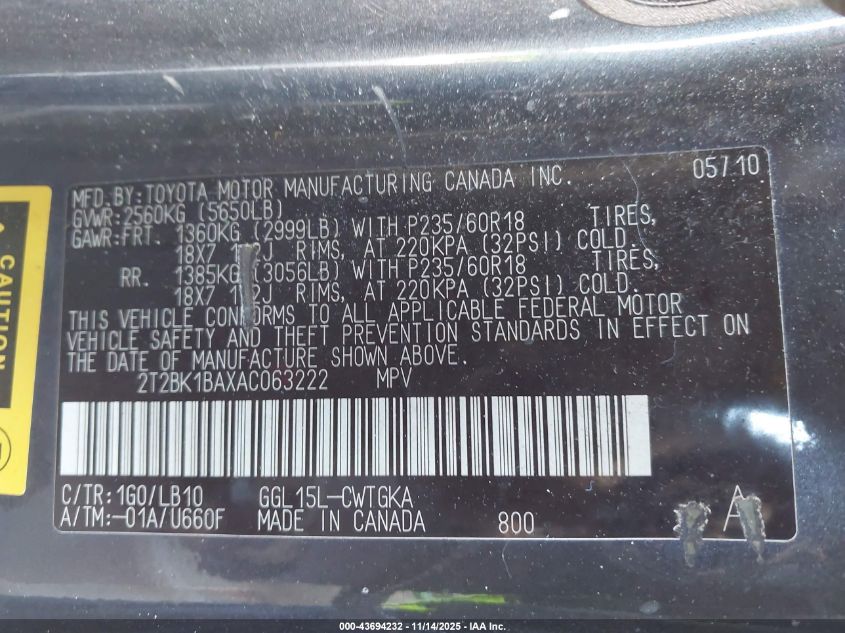 MFD.BY:TOYOTA MOTOR MANUFACTURING CANADA INC. 05/10
GVWR:2560KG (5650LB)
GAWR:FRT. 1360KG (2999LB) WITH P235/60R18 TIRES,
18X7 1/2J RIMS, AT 220KPA (32PSI) COLD.
RR. 1385KG (3056LB) WITH P235/60R18 TIRES,
18X7 1/2J RIMS, AT 220KPA (32PSI) COLD.
THIS VEHICLE CONFORMS TO ALL APPLICABLE FEDERAL MOTOR
VEHICLE SAFETY AND THEFT PREVENTION STANDARDS IN EFFECT ON
THE DATE OF MANUFACTURE SHOWN ABOVE.
2T2BK1BAXAC063222 MPV
C/TR:1G0/LB10 GGL15L-CWTGKA
A/TM:-01A/U660F MADE IN CANADA 800 A
CAUTION
000-43694232 - 11/14/2025 - IAA Inc.